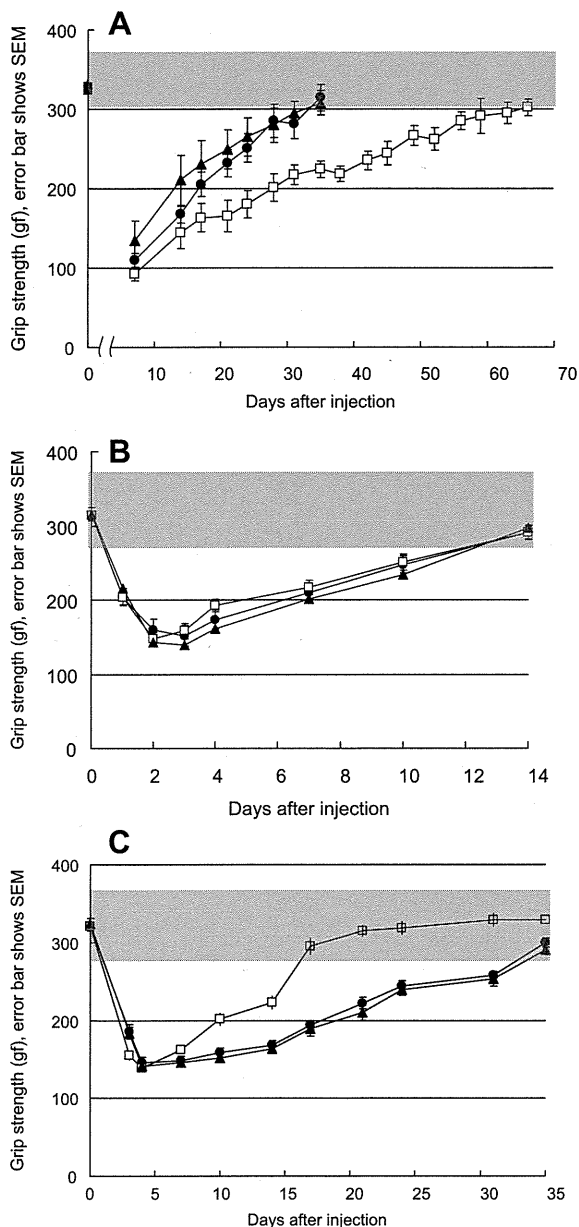 A
Grip strength (gf), error bar shows SEM
400
300
200
100
0
0 10 20 30 40 50 60 70
Days after injection
B
Grip strength (gf), error bar shows SEM
400
300
200
100
0
0 2 4 6 8 10 12 14
Days after injection
C
Grip strength (gf), error bar shows SEM
400
300
200
100
0
0 5 10 15 20 25 30 35
Days after injection